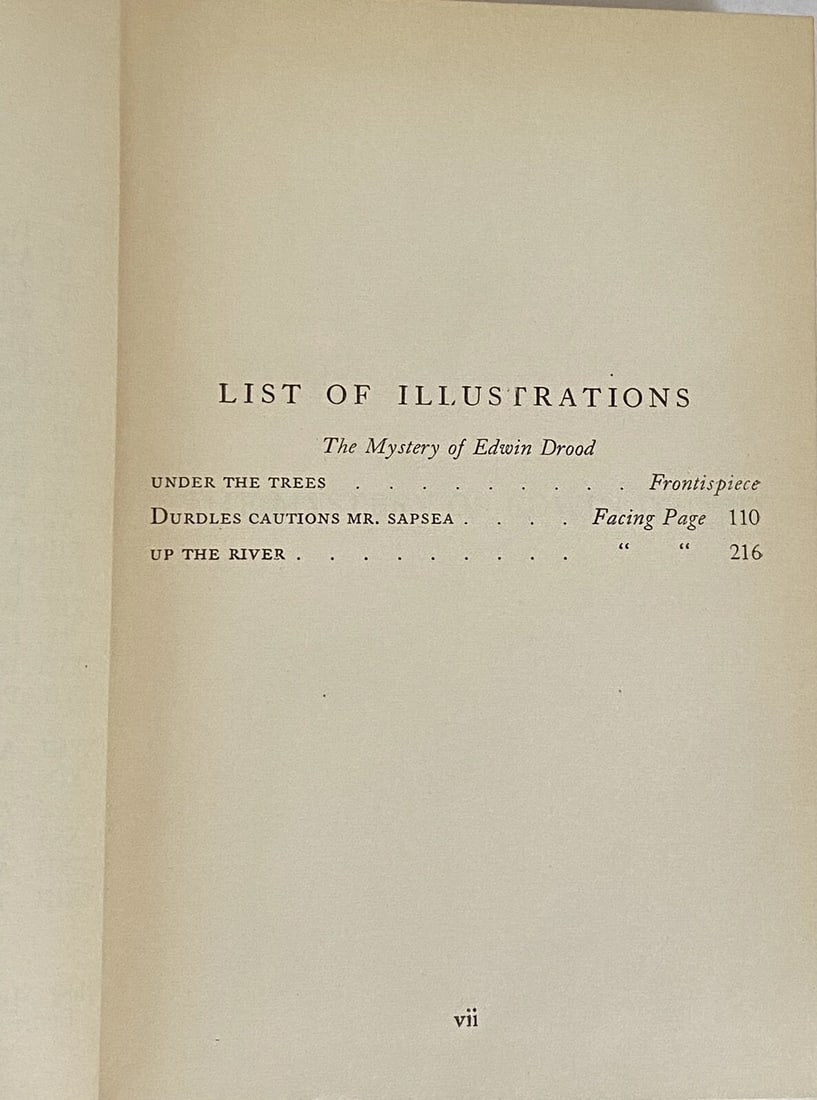 LIST OF ILLUSTRATIONS
The Mystery of Edwin Drood
UNDER THE TREES . . . . . . . . . Frontispiece
DURDLES CAUTIONS MR. SAPSEA . . . . Facing Page 110
UP THE RIVER . . . . . . . . . “ “ 216
vii